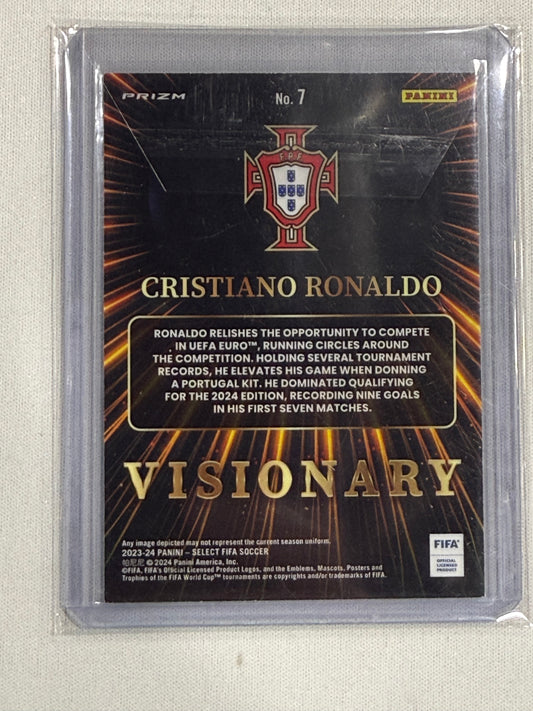 PRIZM
No. 7
PANINI
F.P.F
CRISTIANO RONALDO
RONALDO RELISHES THE OPPORTUNITY TO COMPETE
IN UEFA EURO™, RUNNING CIRCLES AROUND
THE COMPETITION. HOLDING SEVERAL TOURNAMENT
RECORDS, HE ELEVATES HIS GAME WHEN DONNING
A PORTUGAL KIT. HE DOMINATED QUALIFYING
FOR THE 2024 EDITION, RECORDING NINE GOALS
IN HIS FIRST SEVEN MATCHES.
VISIONARY
Any image depicted may not represent the current season uniform.
2023-24 PANINI – SELECT FIFA SOCCER
帕尼尼 © 2024 Panini America, Inc.
©FIFA, FIFA's Official Licensed Product Logos, and the Emblems, Mascots, Posters and
Trophies of the FIFA World Cup™ tournaments are copyrights and/or trademarks of FIFA.
FIFA
OFFICIAL
LICENSED
PRODUCT